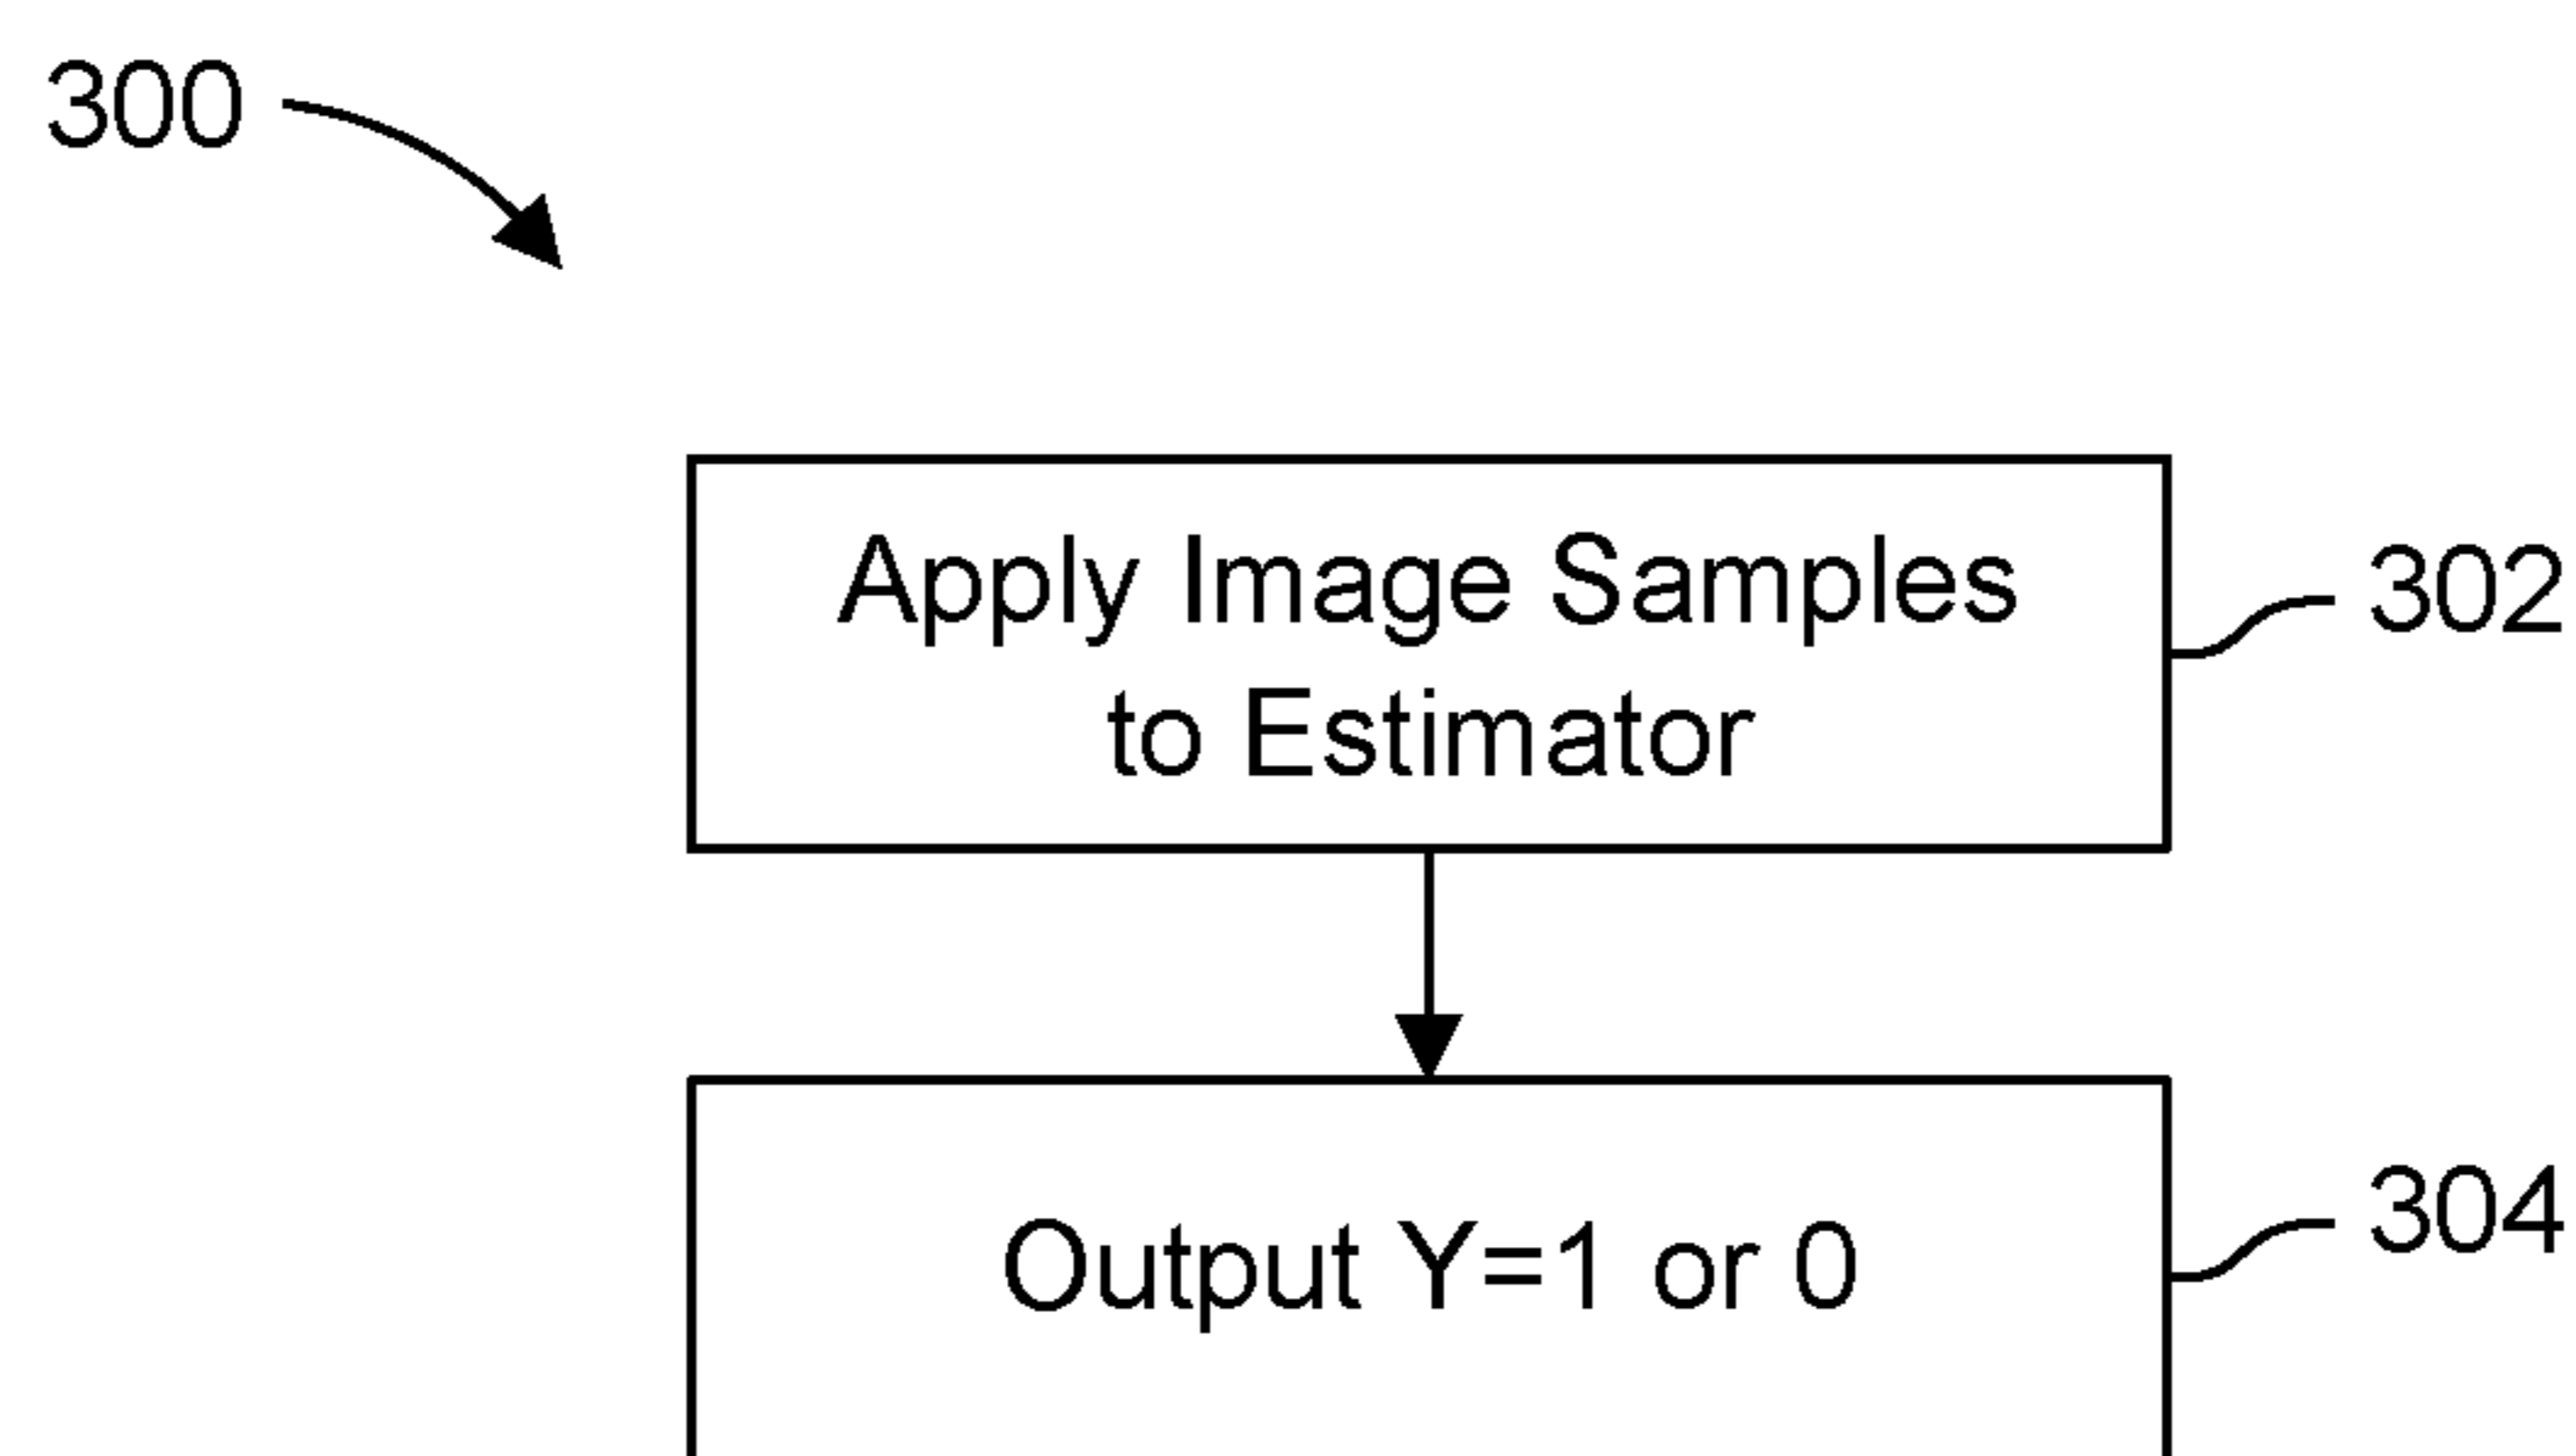 300
Apply Image Samples
to Estimator
302
Output Y=1 or 0
304